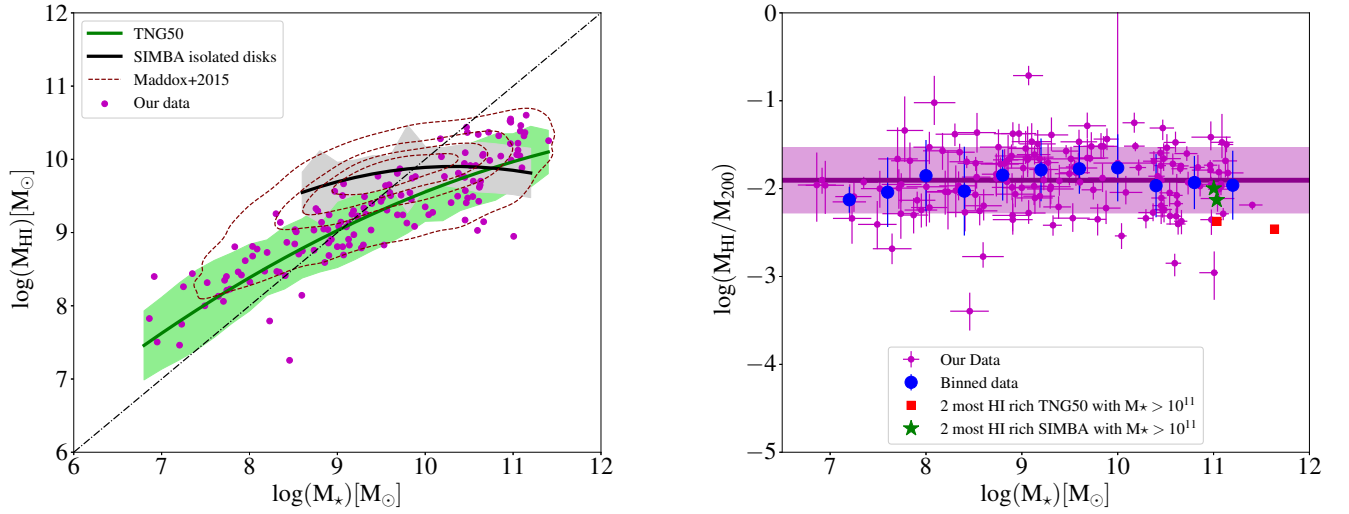 12
11
10
9
8
7
6
6
7
8
9
10
11
12
log(M_HI)[M_⊙]
log(M_⋆)[M_⊙]
TNG50
SIMBA isolated disks
Maddox+2015
Our data
0
−1
−2
−3
−4
−5
7
8
9
10
11
12
log(M_HI/M_200)
log(M_⋆)[M_⊙]
Our Data
Binned data
2 most HI rich TNG50 with M⋆ > 10^11
2 most HI rich SIMBA with M⋆ > 10^11